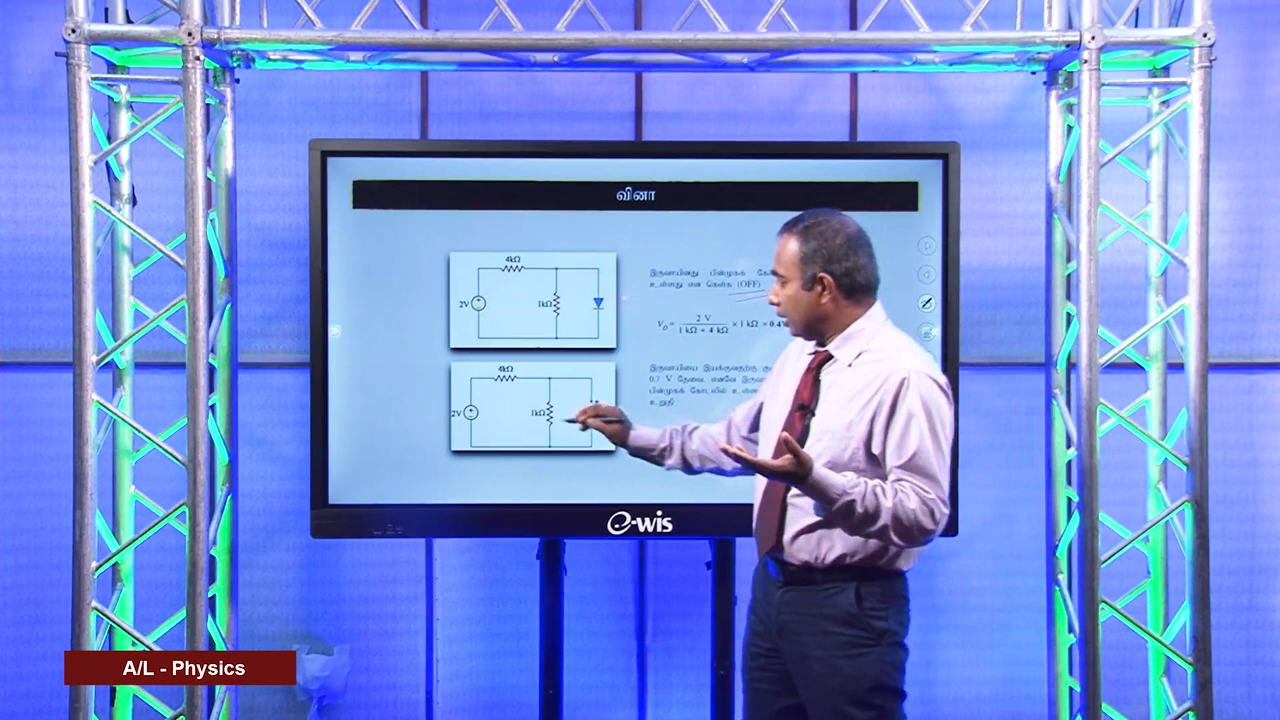 வினா
4kΩ
2V
1kΩ
இருவாயினது பின்முகக்
உள்ளது என கொள்க (OFF)
V_D = 2 V / 1 kΩ + 4 kΩ × 1 kΩ = 0.4
4kΩ
2V
1kΩ
இருவாயியை இயக்குவதற்கு
0.7 V தேவை. எனவே
பின்முகக் கோடலில்
உறுதி
e-wis
A/L - Physics